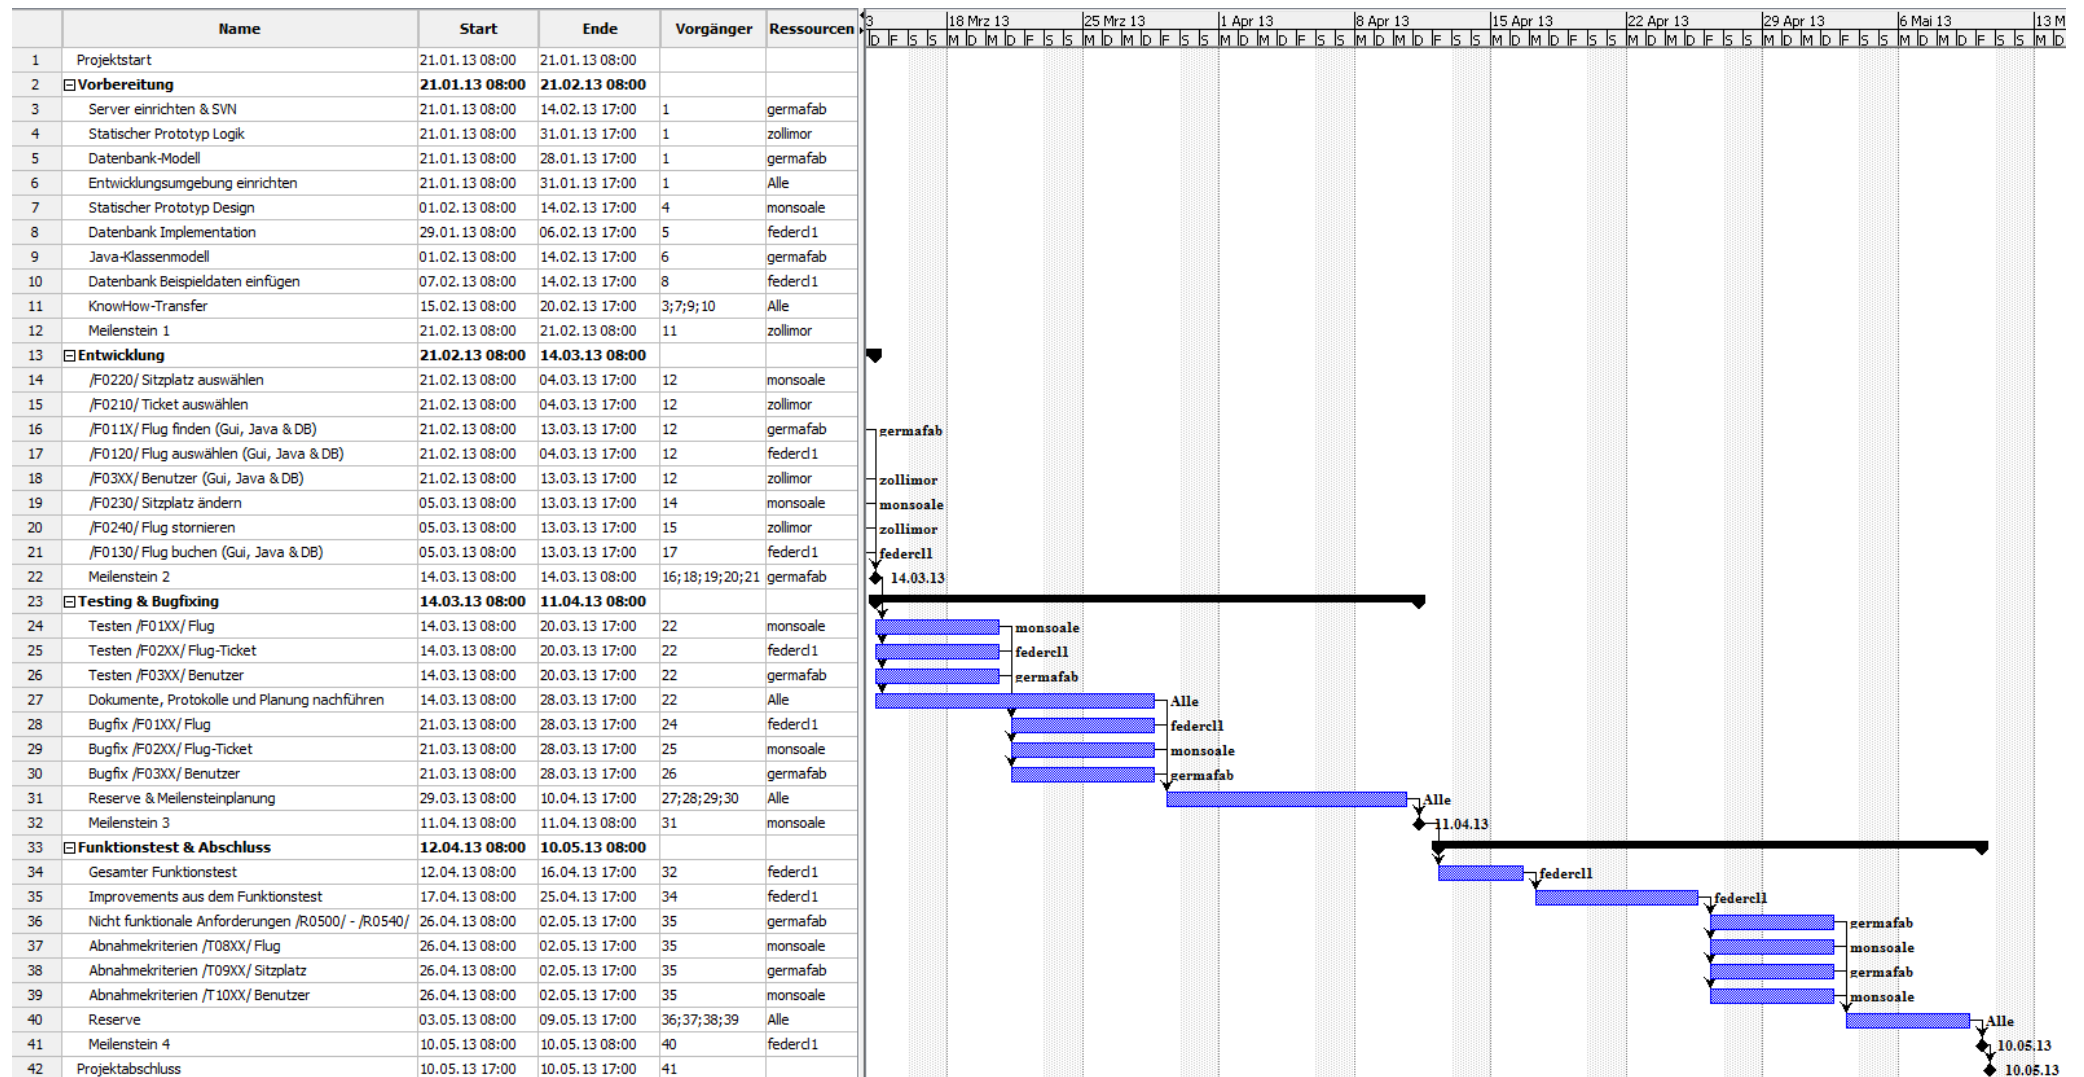 Name Start Ende Vorgänger Ressourcen 3 18 Mrz 13 25 Mrz 13 1 Apr 13 8 Apr 13 15 Apr 13 22 Apr 13 29 Apr 13 6 Mai 13 13 M
D F S S M D M D F S S M D M D F S S M D M D F S S M D M D F S S M D M D F S S M D M D F S S M D M D F S S M D M D F S S M D
1 Projektstart 21.01.13 08:00 21.01.13 08:00
2 Vorbereitung 21.01.13 08:00 21.02.13 08:00
3 Server einrichten & SVN 21.01.13 08:00 14.02.13 17:00 1 germafab
4 Statischer Prototyp Logik 21.01.13 08:00 31.01.13 17:00 1 zollimor
5 Datenbank-Modell 21.01.13 08:00 28.01.13 17:00 1 germafab
6 Entwicklungsumgebung einrichten 21.01.13 08:00 31.01.13 17:00 1 Alle
7 Statischer Prototyp Design 01.02.13 08:00 14.02.13 17:00 4 monsoale
8 Datenbank Implementation 29.01.13 08:00 06.02.13 17:00 5 federcl1
9 Java-Klassenmodell 01.02.13 08:00 14.02.13 17:00 6 germafab
10 Datenbank Beispieldaten einfügen 07.02.13 08:00 14.02.13 17:00 8 federcl1
11 KnowHow-Transfer 15.02.13 08:00 20.02.13 17:00 3;7;9;10 Alle
12 Meilenstein 1 21.02.13 08:00 21.02.13 08:00 11 zollimor
13 Entwicklung 21.02.13 08:00 14.03.13 08:00
14 /F0220/ Sitzplatz auswählen 21.02.13 08:00 04.03.13 17:00 12 monsoale
15 /F0210/ Ticket auswählen 21.02.13 08:00 04.03.13 17:00 12 zollimor
16 /F011X/ Flug finden (Gui, Java & DB) 21.02.13 08:00 13.03.13 17:00 12 germafab germafab
17 /F0120/ Flug auswählen (Gui, Java & DB) 21.02.13 08:00 04.03.13 17:00 12 federcl1
18 /F03XX/ Benutzer (Gui, Java & DB) 21.02.13 08:00 13.03.13 17:00 12 zollimor zollimor
19 /F0230/ Sitzplatz ändern 05.03.13 08:00 13.03.13 17:00 14 monsoale monsoale
20 /F0240/ Flug stornieren 05.03.13 08:00 13.03.13 17:00 15 zollimor zollimor
21 /F0130/ Flug buchen (Gui, Java & DB) 05.03.13 08:00 13.03.13 17:00 17 federcl1 federcl1
22 Meilenstein 2 14.03.13 08:00 14.03.13 08:00 16;18;19;20;21 germafab 14.03.13
23 Testing & Bugfixing 14.03.13 08:00 11.04.13 08:00
24 Testen /F01XX/ Flug 14.03.13 08:00 20.03.13 17:00 22 monsoale monsoale
25 Testen /F02XX/ Flug-Ticket 14.03.13 08:00 20.03.13 17:00 22 federcl1 federcl1
26 Testen /F03XX/ Benutzer 14.03.13 08:00 20.03.13 17:00 22 germafab germafab
27 Dokumente, Protokolle und Planung nachführen 14.03.13 08:00 28.03.13 17:00 22 Alle Alle
28 Bugfix /F01XX/ Flug 21.03.13 08:00 28.03.13 17:00 24 federcl1 federcl1
29 Bugfix /F02XX/ Flug-Ticket 21.03.13 08:00 28.03.13 17:00 25 monsoale monsoale
30 Bugfix /F03XX/ Benutzer 21.03.13 08:00 28.03.13 17:00 26 germafab germafab
31 Reserve & Meilensteinplanung 29.03.13 08:00 10.04.13 17:00 27;28;29;30 Alle Alle
32 Meilenstein 3 11.04.13 08:00 11.04.13 08:00 31 monsoale 11.04.13
33 Funktionstest & Abschluss 12.04.13 08:00 10.05.13 08:00
34 Gesamter Funktionstest 12.04.13 08:00 16.04.13 17:00 32 federcl1 federcl1
35 Improvements aus dem Funktionstest 17.04.13 08:00 25.04.13 17:00 34 federcl1 federcl1
36 Nicht funktionale Anforderungen /R0500/ - /R0540/ 26.04.13 08:00 02.05.13 17:00 35 germafab germafab
37 Abnahmekriterien /T08XX/ Flug 26.04.13 08:00 02.05.13 17:00 35 monsoale monsoale
38 Abnahmekriterien /T09XX/ Sitzplatz 26.04.13 08:00 02.05.13 17:00 35 germafab germafab
39 Abnahmekriterien /T10XX/ Benutzer 26.04.13 08:00 02.05.13 17:00 35 monsoale monsoale
40 Reserve 03.05.13 08:00 09.05.13 17:00 36;37;38;39 Alle Alle
41 Meilenstein 4 10.05.13 08:00 10.05.13 08:00 40 federcl1 10.05.13
42 Projektabschluss 10.05.13 17:00 10.05.13 17:00 41 10.05.13